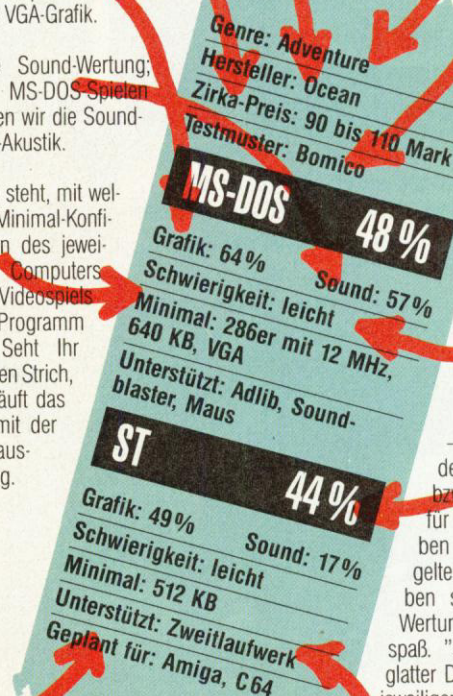 VGA-Grafik.
Sound-Wertung;
MS-DOS-Spielen
en wir die Sound-
-Akustik.
steht, mit wel-
Minimal-Konfi-
n des jewei-
Computers
Videospiels
Programm
Seht Ihr
en Strich,
äuft das
mit der
aus-
g.
Genre: Adventure
Hersteller: Ocean
Zirka-Preis: 90 bis 110 Mark
Testmuster: Bomico
MS-DOS 48 %
Grafik: 64% Sound: 57%
Schwierigkeit: leicht
Minimal: 286er mit 12 MHz,
640 KB, VGA
Unterstützt: Adlib, Sound-
blaster, Maus
ST 44 %
Grafik: 49% Sound: 17%
Schwierigkeit: leicht
Minimal: 512 KB
Unterstützt: Zweitlaufwerk
Geplant für: Amiga, C 64
de
bzw
für
ben
gelte
ben s
Wertun
spaß. "
glatter D